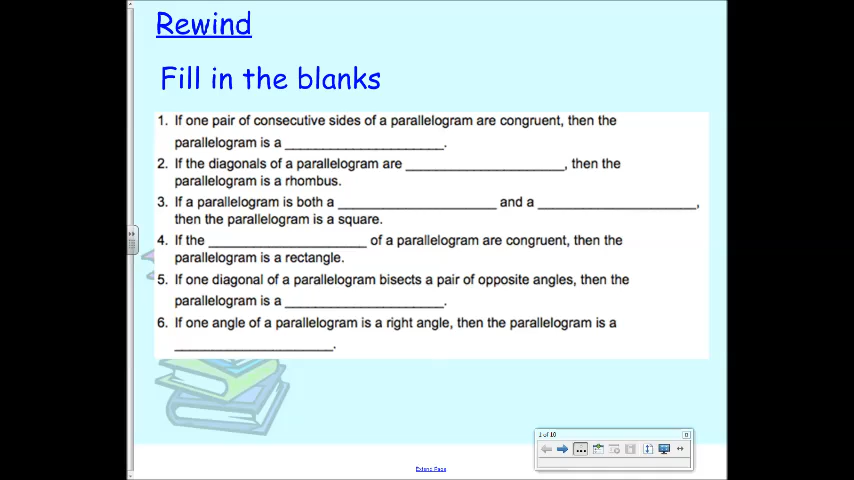 Rewind
Fill in the blanks
1. If one pair of consecutive sides of a parallelogram are congruent, then the
parallelogram is a ____________________.
2. If the diagonals of a parallelogram are ____________________, then the
parallelogram is a rhombus.
3. If a parallelogram is both a ____________________ and a ____________________,
then the parallelogram is a square.
4. If the ____________________ of a parallelogram are congruent, then the
parallelogram is a rectangle.
5. If one diagonal of a parallelogram bisects a pair of opposite angles, then the
parallelogram is a ____________________.
6. If one angle of a parallelogram is a right angle, then the parallelogram is a
____________________.
1 of 10
Extend Page